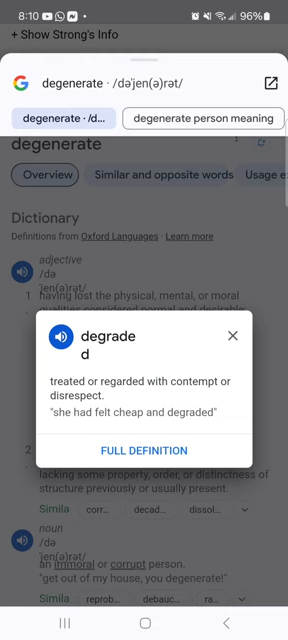 8:10
96%
+ Show Strong's Info
degenerate · /dəˈjen(ə)rət/
degenerate · /d...
degenerate person meaning
degenerate
Overview
Similar and opposite words
Usage e
Dictionary
Definitions from Oxford Languages · Learn more
adjective
/də
ˈjen(ə)rət/
1 having lost the physical, mental, or moral
qualities considered normal and desirable
degrade
d
treated or regarded with contempt or
disrespect.
"she had felt cheap and degraded"
FULL DEFINITION
2
lacking some property, order, or distinctness of
structure previously or usually present.
Simila
corr...
decad...
dissol...
noun
/də
ˈjen(ə)rət/
an immoral or corrupt person.
"get out of my house, you degenerate!"
Simila
reprob...
debauc...
ra...